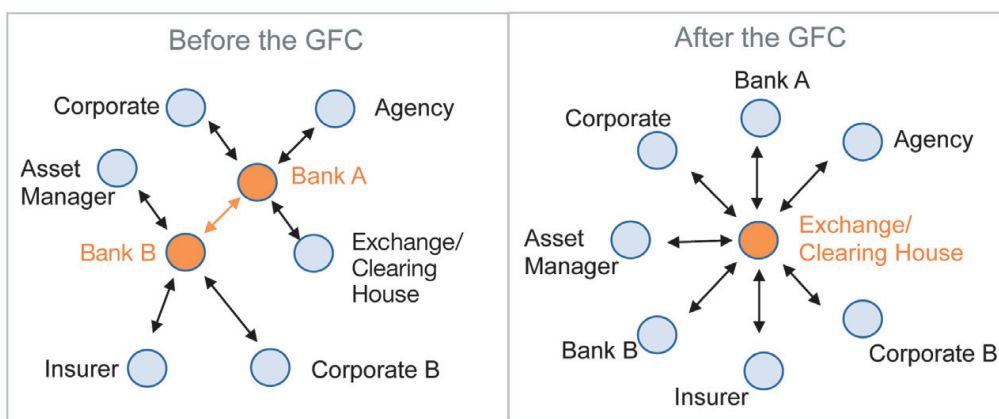 Before the GFC
Corporate
Agency
Asset
Manager
Bank A
Bank B
Exchange/
Clearing
House
Insurer
Corporate B
After the GFC
Bank A
Corporate
Agency
Asset
Manager
Exchange/
Clearing House
Bank B
Corporate B
Insurer